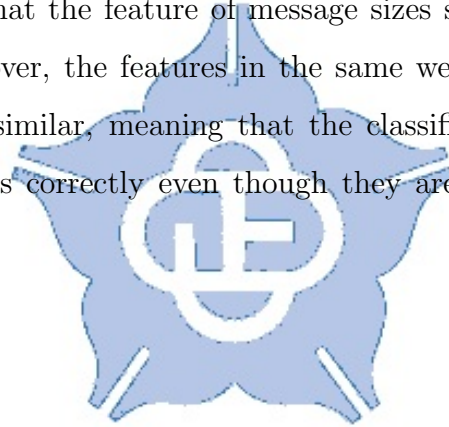 hat the feature of message sizes s
over, the features in the same we
similar, meaning that the classif
s correctly even though they are